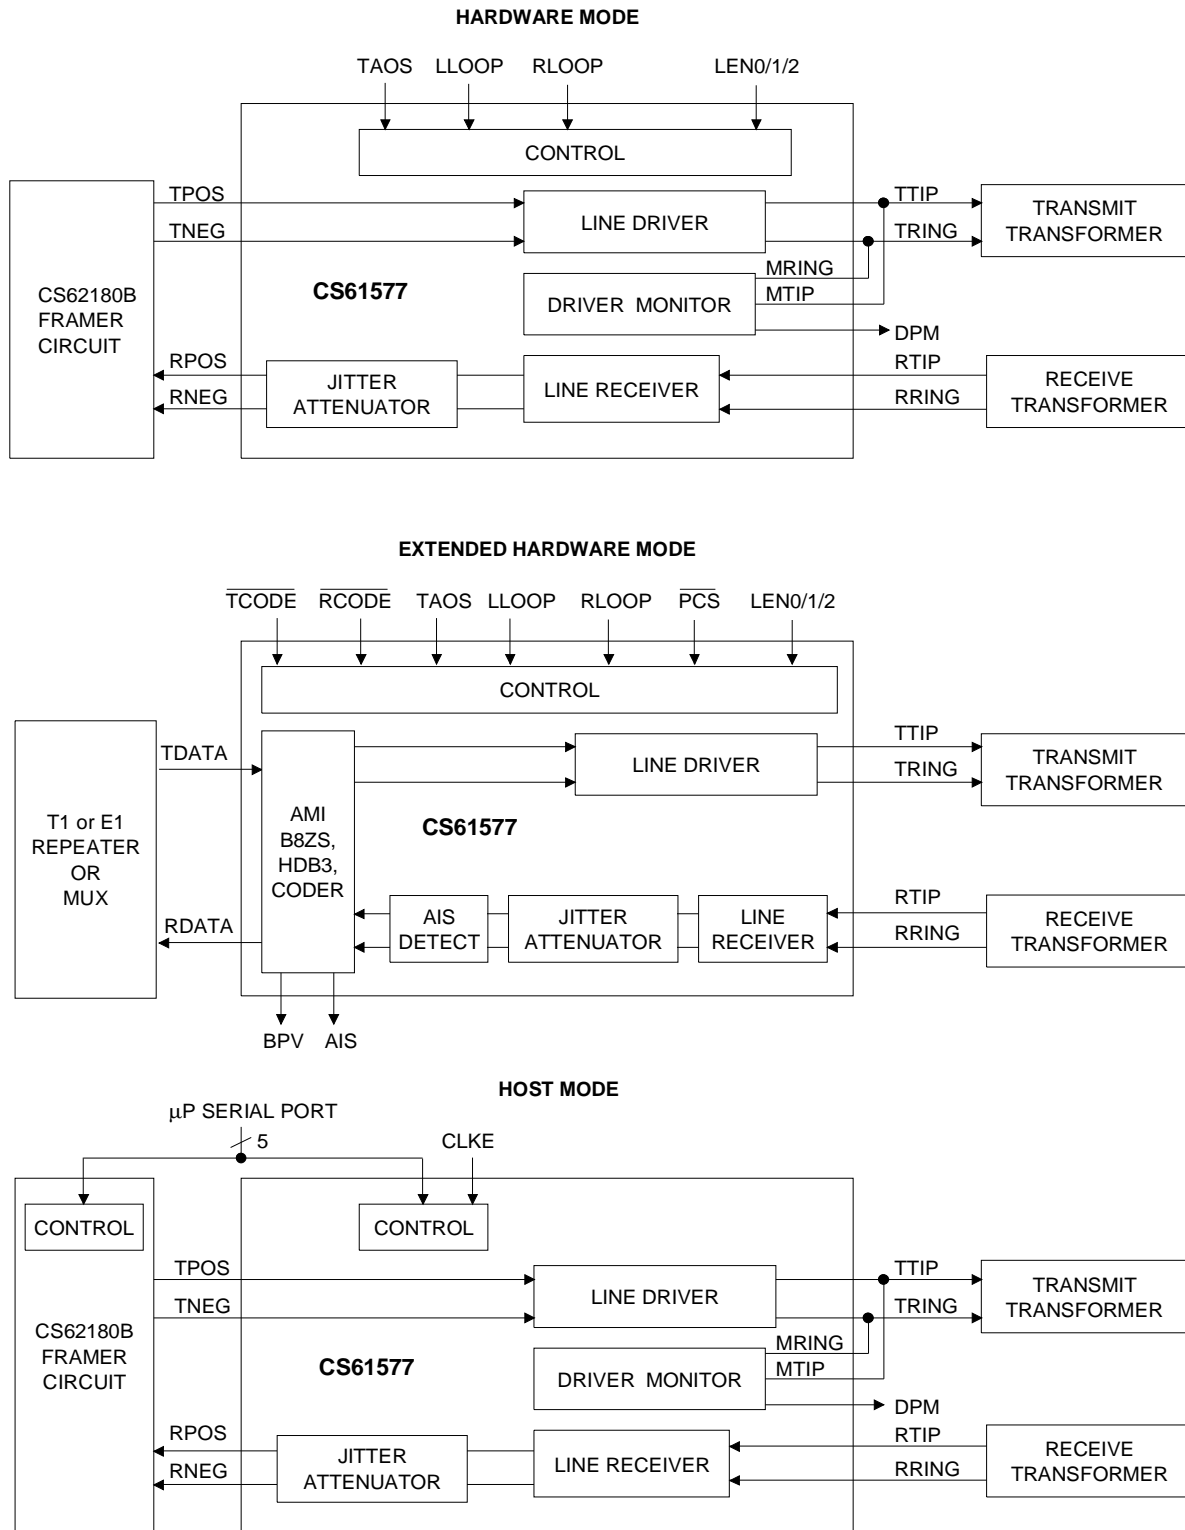 HARDWARE MODE
TAOS LLOOP RLOOP LEN0/1/2
CONTROL
TPOS
TNEG
LINE DRIVER
TTIP
TRING
TRANSMIT
TRANSFORMER
CS62180B
FRAMER
CIRCUIT
CS61577
MRING
MTIP
DRIVER MONITOR
DPM
RPOS
RNEG
JITTER
ATTENUATOR
LINE RECEIVER
RTIP
RRING
RECEIVE
TRANSFORMER
EXTENDED HARDWARE MODE
TCODE RCODE TAOS LLOOP RLOOP PCS LEN0/1/2
CONTROL
TDATA
LINE DRIVER
TTIP
TRING
TRANSMIT
TRANSFORMER
T1 or E1
REPEATER
OR
MUX
AMI
B8ZS,
HDB3,
CODER
CS61577
RDATA
AIS
DETECT
JITTER
ATTENUATOR
LINE
RECEIVER
RTIP
RRING
RECEIVE
TRANSFORMER
BPV AIS
HOST MODE
μP SERIAL PORT
5
CLKE
CONTROL
CONTROL
TPOS
TNEG
LINE DRIVER
TTIP
TRING
TRANSMIT
TRANSFORMER
CS62180B
FRAMER
CIRCUIT
CS61577
MRING
MTIP
DRIVER MONITOR
DPM
RPOS
RNEG
JITTER
ATTENUATOR
LINE RECEIVER
RTIP
RRING
RECEIVE
TRANSFORMER